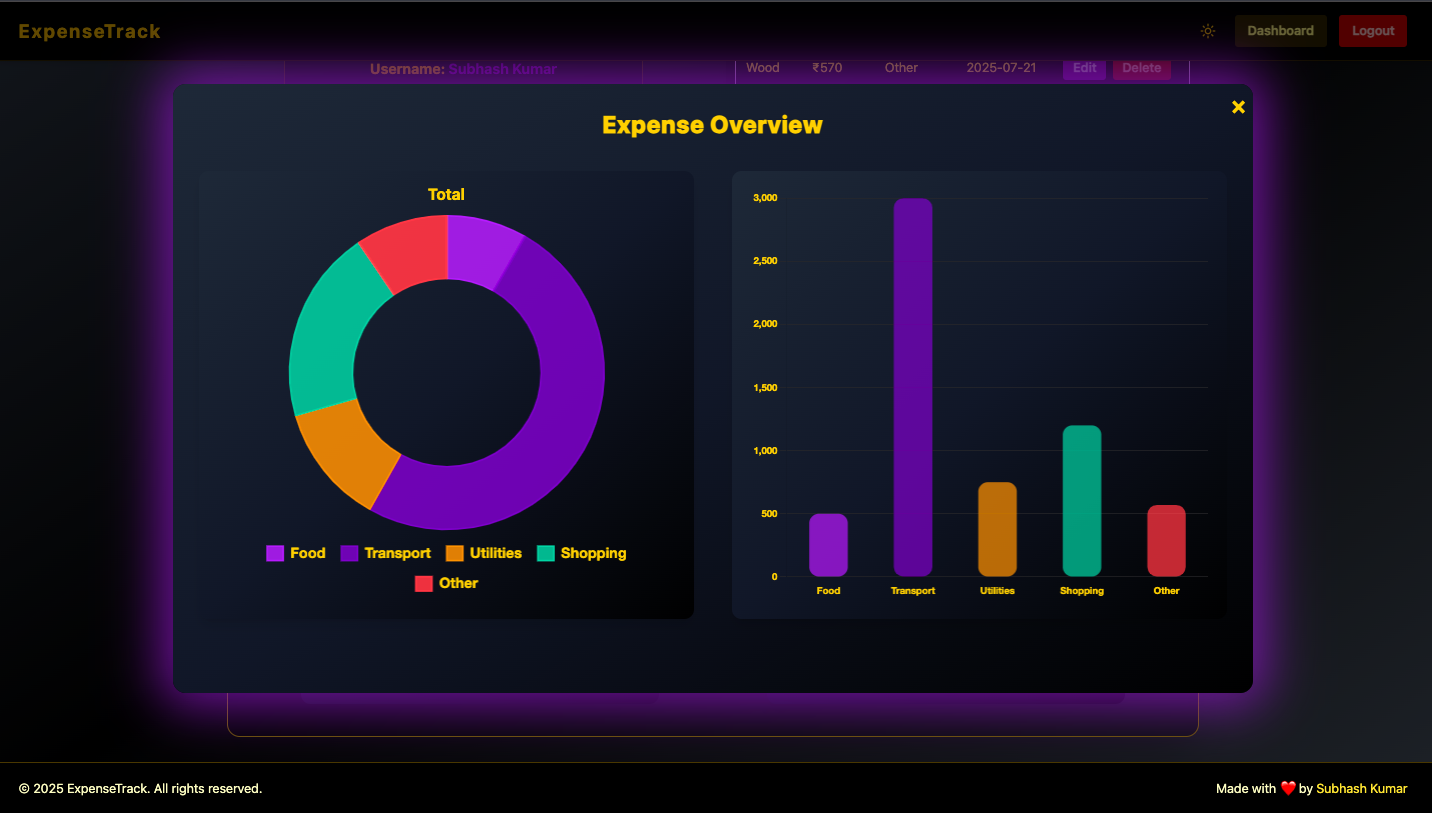 ExpenseTrack
Dashboard
Logout
Username: Subhash Kumar
Wood ₹570 Other 2025-07-21 Edit Delete
×
Expense Overview
Total
Food Transport Utilities Shopping
Other
3,000
2,500
2,000
1,500
1,000
500
0
Food Transport Utilities Shopping Other
© 2025 ExpenseTrack. All rights reserved.
Made with ❤️ by Subhash Kumar